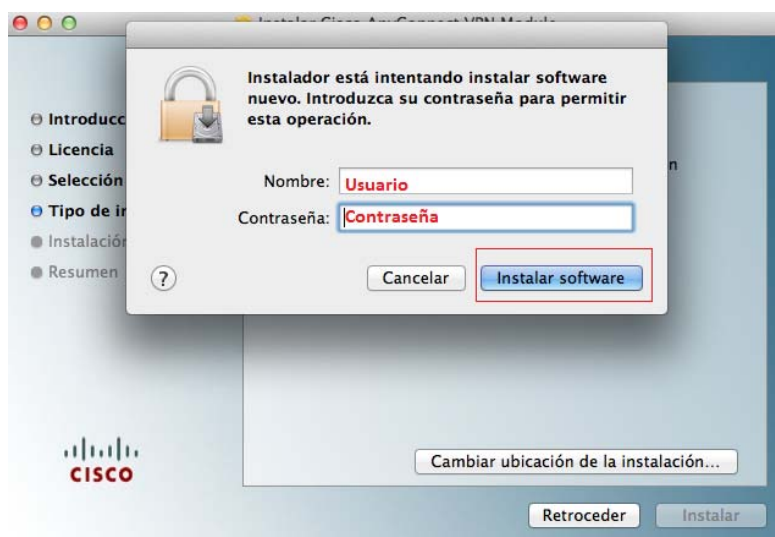 Instalador está intentando instalar software
nuevo. Introduzca su contraseña para permitir
esta operación.
Nombre: Usuario
Contraseña: Contraseña
?
Cancelar
Instalar software
Introducc
Licencia
Selección
Tipo de in
Instalación
Resumen
n
CISCO
Cambiar ubicación de la instalación...
Retroceder
Instalar